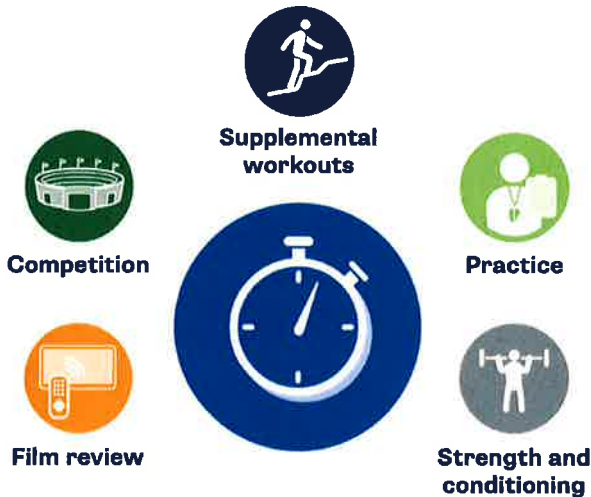 Supplemental
workouts
Competition
Practice
Film review
Strength and
conditioning